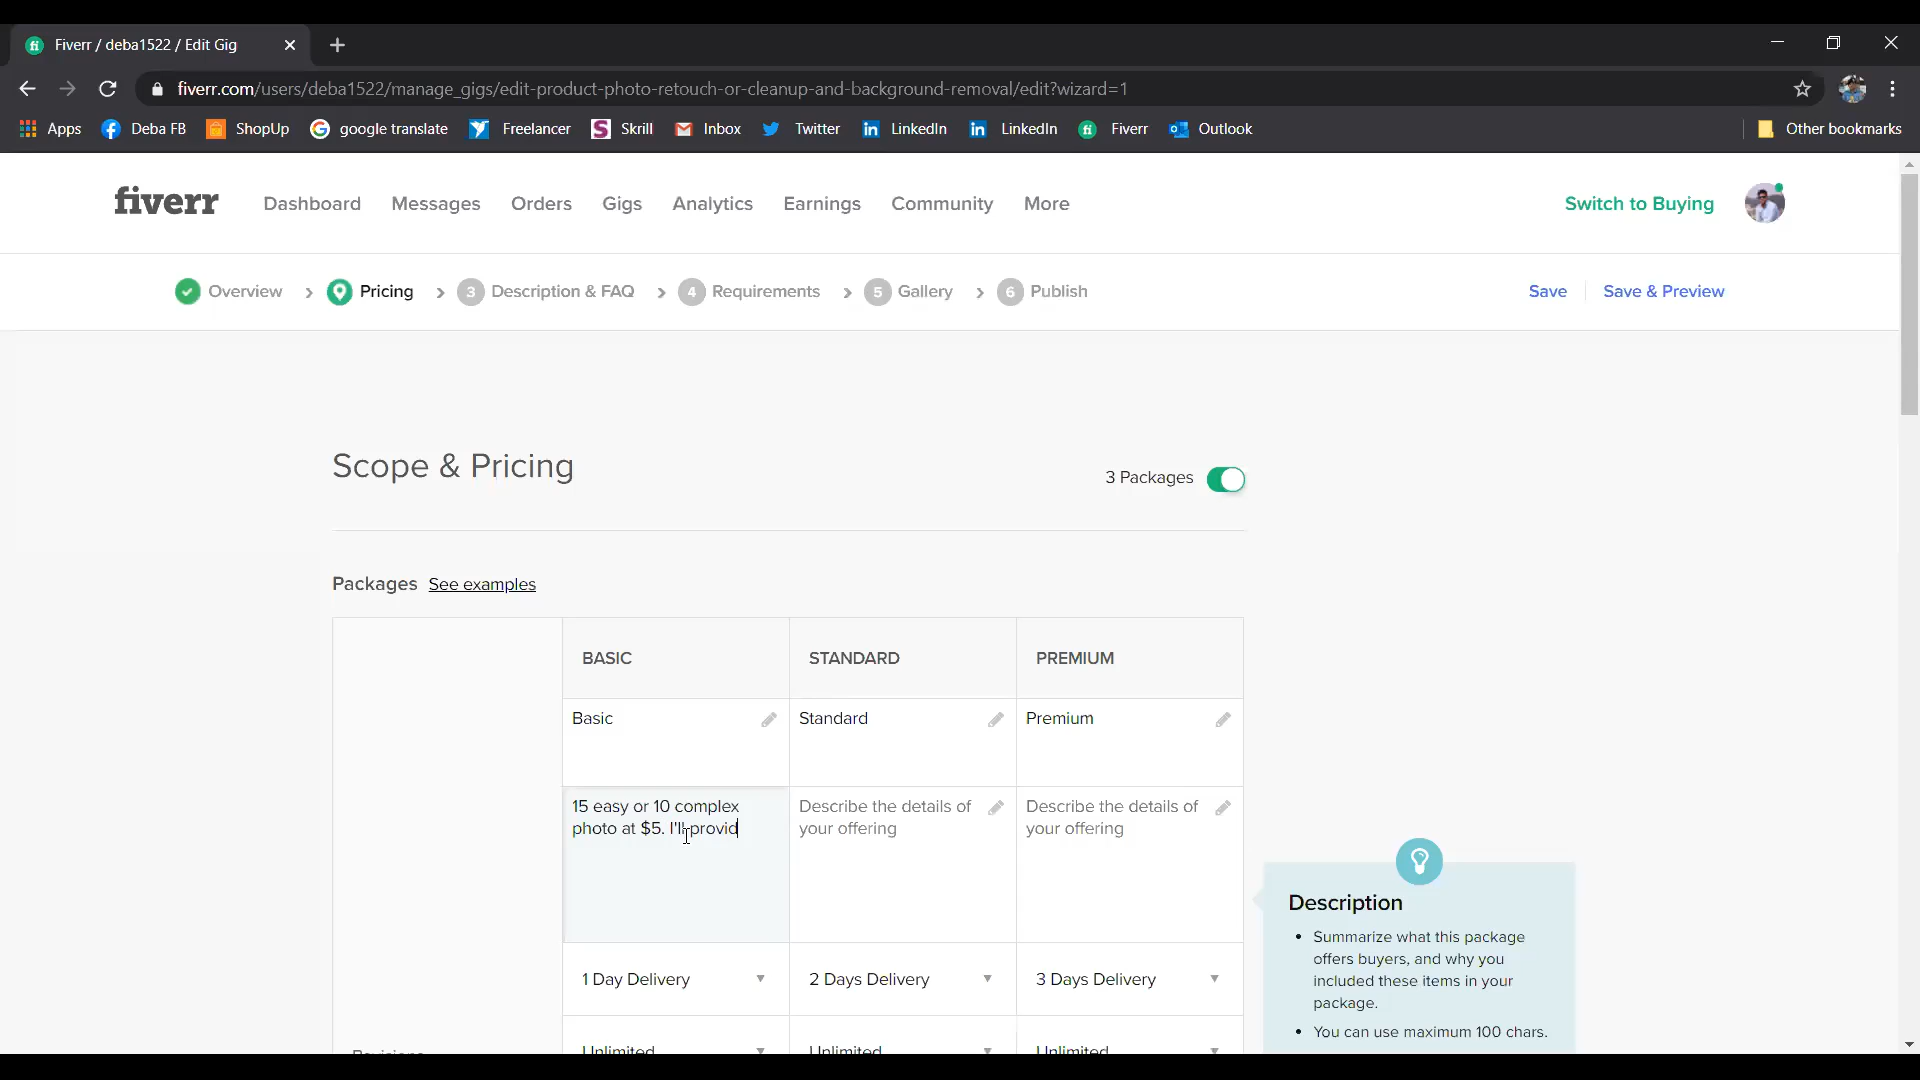 Fiverr / deba1522 / Edit Gig
fiverr.com/users/deba1522/manage_gigs/edit-product-photo-retouch-or-cleanup-and-background-removal/edit?wizard=1
Apps Deba FB ShopUp google translate Freelancer Skrill Inbox Twitter LinkedIn LinkedIn Fiverr Outlook Other bookmarks
fiverr Dashboard Messages Orders Gigs Analytics Earnings Community More Switch to Buying
Overview Pricing 3 Description & FAQ 4 Requirements 5 Gallery 6 Publish Save Save & Preview
Scope & Pricing
3 Packages
Packages See examples
BASIC STANDARD PREMIUM
Basic Standard Premium
15 easy or 10 complex
photo at $5. I'll provid
Describe the details of
your offering
Describe the details of
your offering
1 Day Delivery 2 Days Delivery 3 Days Delivery
Unlimited Unlimited Unlimited
Revisions
Description
• Summarize what this package
offers buyers, and why you
included these items in your
package.
• You can use maximum 100 chars.